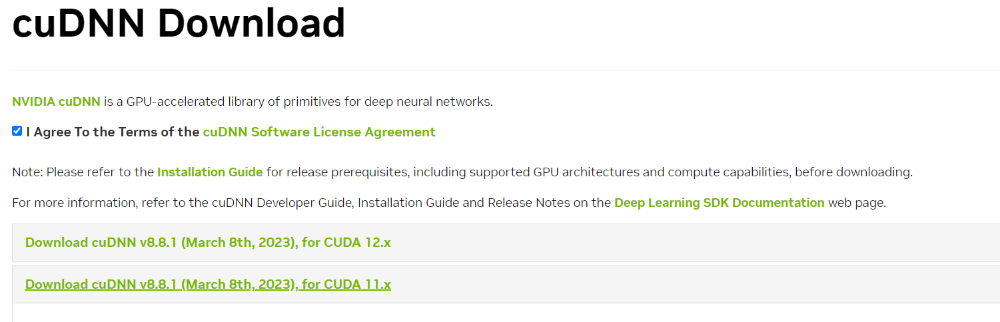 cuDNN Download
NVIDIA cuDNN is a GPU-accelerated library of primitives for deep neural networks.
I Agree To the Terms of the cuDNN Software License Agreement
Note: Please refer to the Installation Guide for release prerequisites, including supported GPU architectures and compute capabilities, before downloading.
For more information, refer to the cuDNN Developer Guide, Installation Guide and Release Notes on the Deep Learning SDK Documentation web page.
Download cuDNN v8.8.1 (March 8th, 2023), for CUDA 12.x
Download cuDNN v8.8.1 (March 8th, 2023), for CUDA 11.x